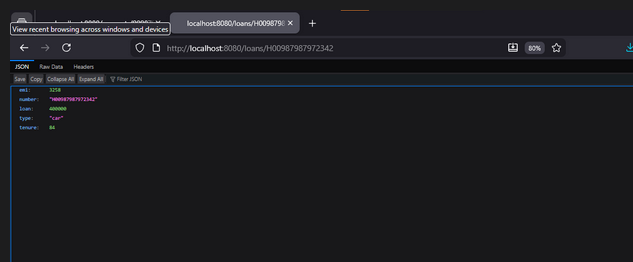 localhost:8080/loans/H009879
View recent browsing across windows and devices
http://localhost:8080/loans/H00987987972342
80%
JSON
Raw Data
Headers
Save
Copy
Collapse All
Expand All
Filter JSON
emi: 3258
number: "H00987987972342"
loan: 400000
type: "car"
tenure: 84